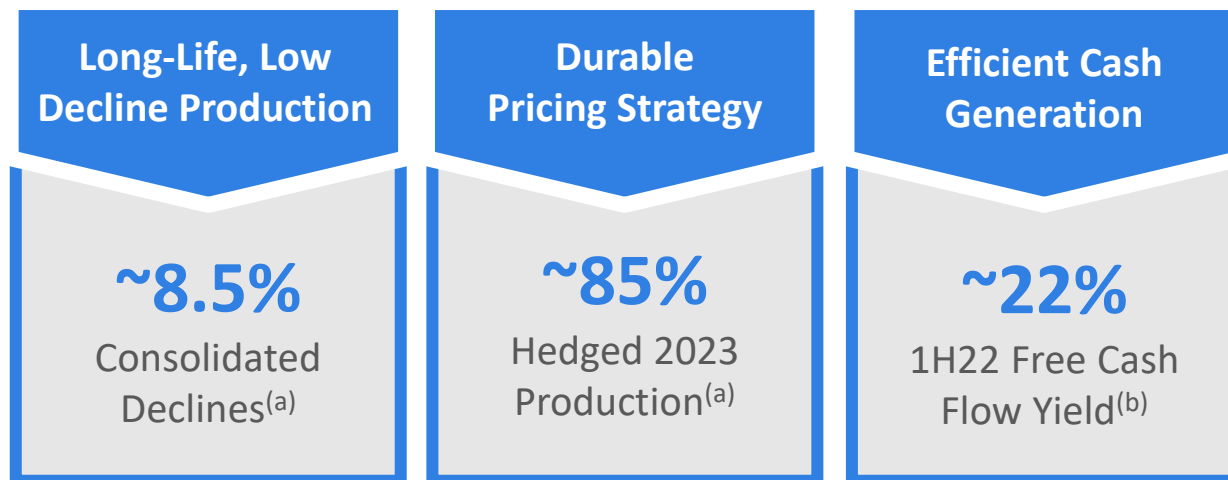 Long-Life, Low
Decline Production
~8.5%
Consolidated
Declines(a)
Durable
Pricing Strategy
~85%
Hedged 2023
Production(a)
Efficient Cash
Generation
~22%
1H22 Free Cash
Flow Yield(b)